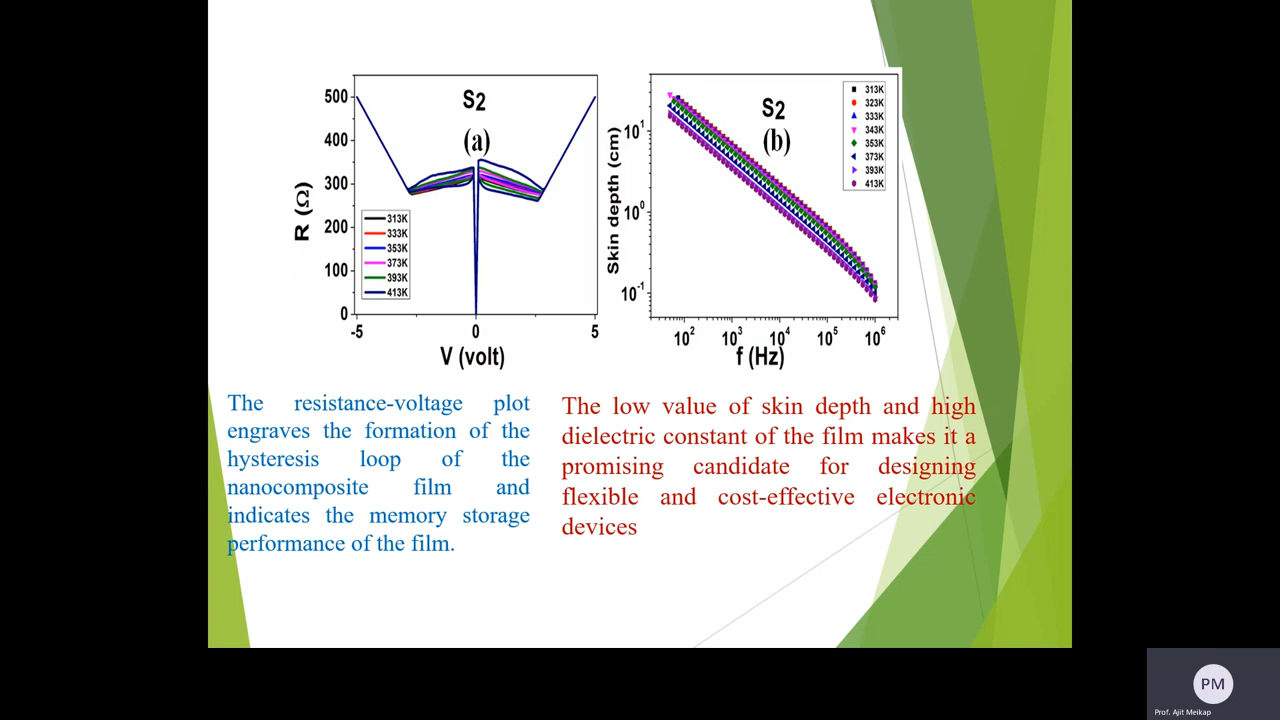 S2
(a)
500
400
300
200
100
0
R (Ω)
313K
333K
353K
373K
393K
413K
-5
0
5
V (volt)
S2
(b)
313K
323K
333K
343K
353K
373K
393K
413K
10¹
10⁰
10⁻¹
Skin depth (cm)
10²
10³
10⁴
10⁵
10⁶
f (Hz)
The resistance-voltage plot
engraves the formation of the
hysteresis loop of the
nanocomposite film and
indicates the memory storage
performance of the film.
The low value of skin depth and high
dielectric constant of the film makes it a
promising candidate for designing
flexible and cost-effective electronic
devices
PM
Prof. Ajit Meikap